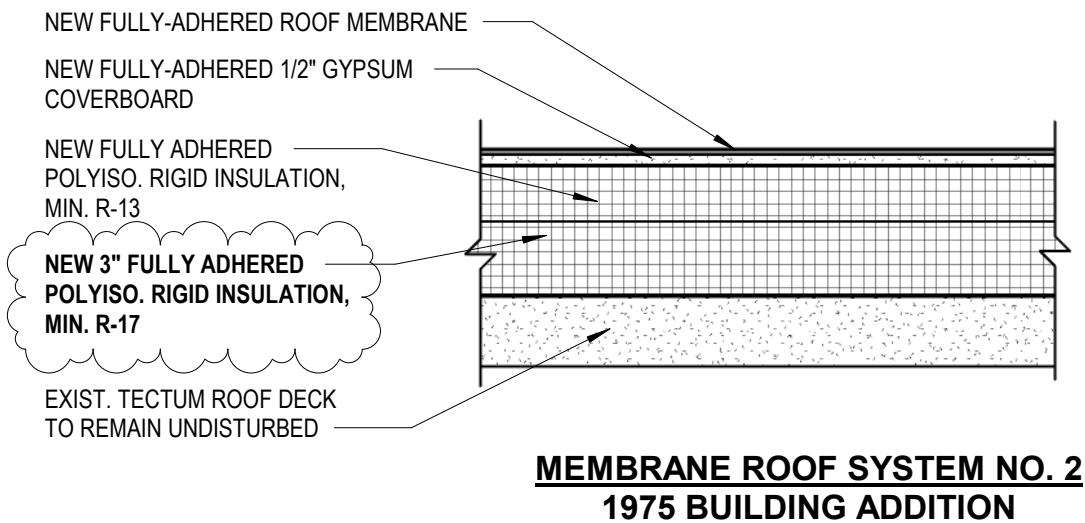 NEW FULLY-ADHERED ROOF MEMBRANE
NEW FULLY-ADHERED 1/2" GYPSUM
COVERBOARD
NEW FULLY ADHERED
POLYISO. RIGID INSULATION,
MIN. R-13
NEW 3" FULLY ADHERED
POLYISO. RIGID INSULATION,
MIN. R-17
EXIST. TECTUM ROOF DECK
TO REMAIN UNDISTURBED
MEMBRANE ROOF SYSTEM NO. 2
1975 BUILDING ADDITION